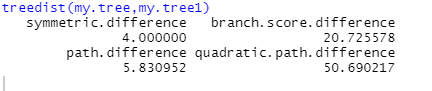 treedist(my.tree,my.tree1)
symmetric.difference branch.score.difference
4.000000 20.725578
path.difference quadratic.path.difference
5.830952 50.690217